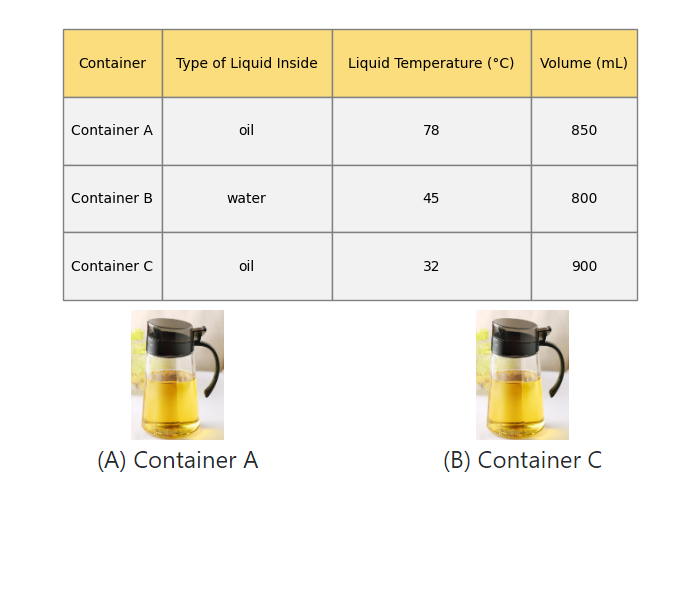 Container Type of Liquid Inside Liquid Temperature (°C) Volume (mL)
Container A oil 78 850
Container B water 45 800
Container C oil 32 900
(A) Container A (B) Container C